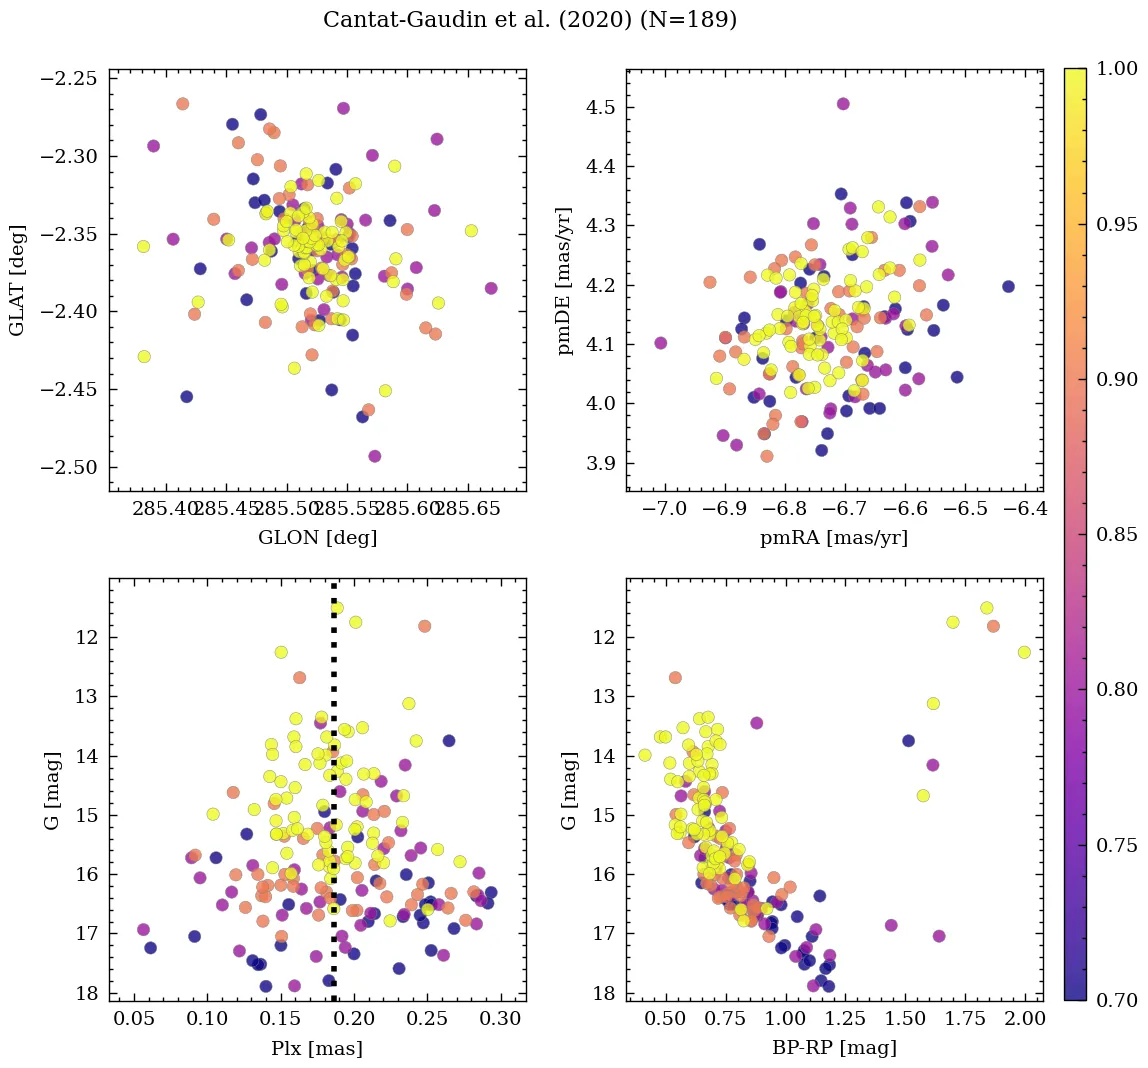 Cantat-Gaudin et al. (2020) (N=189)
−2.25
−2.30
−2.35
−2.40
−2.45
−2.50
GLAT [deg]
285.40 285.45 285.50 285.55 285.60 285.65
GLON [deg]
4.5
4.4
4.3
4.2
4.1
4.0
3.9
pmDE [mas/yr]
−7.0 −6.9 −6.8 −6.7 −6.6 −6.5 −6.4
pmRA [mas/yr]
1.00
0.95
0.90
0.85
0.80
0.75
0.70
12
13
14
15
16
17
18
G [mag]
0.05 0.10 0.15 0.20 0.25 0.30
Plx [mas]
12
13
14
15
16
17
18
G [mag]
0.50 0.75 1.00 1.25 1.50 1.75 2.00
BP-RP [mag]